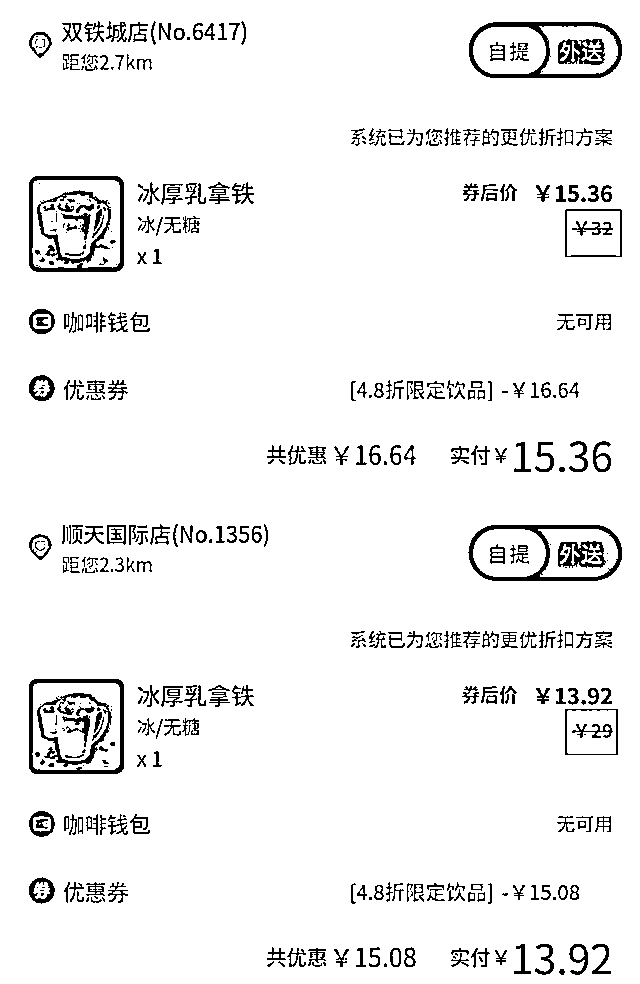 双铁城店(No.6417)
距您2.7km
自提 外送
系统已为您推荐的更优折扣方案
冰厚乳拿铁 券后价 ￥15.36
冰/无糖 ￥32
x 1
咖啡钱包 无可用
券 优惠券 [4.8折限定饮品] -￥16.64
共优惠￥16.64 实付￥15.36
顺天国际店(No.1356)
距您2.3km
自提 外送
系统已为您推荐的更优折扣方案
冰厚乳拿铁 券后价 ￥13.92
冰/无糖 ￥29
x 1
咖啡钱包 无可用
券 优惠券 [4.8折限定饮品] -￥15.08
共优惠￥15.08 实付￥13.92